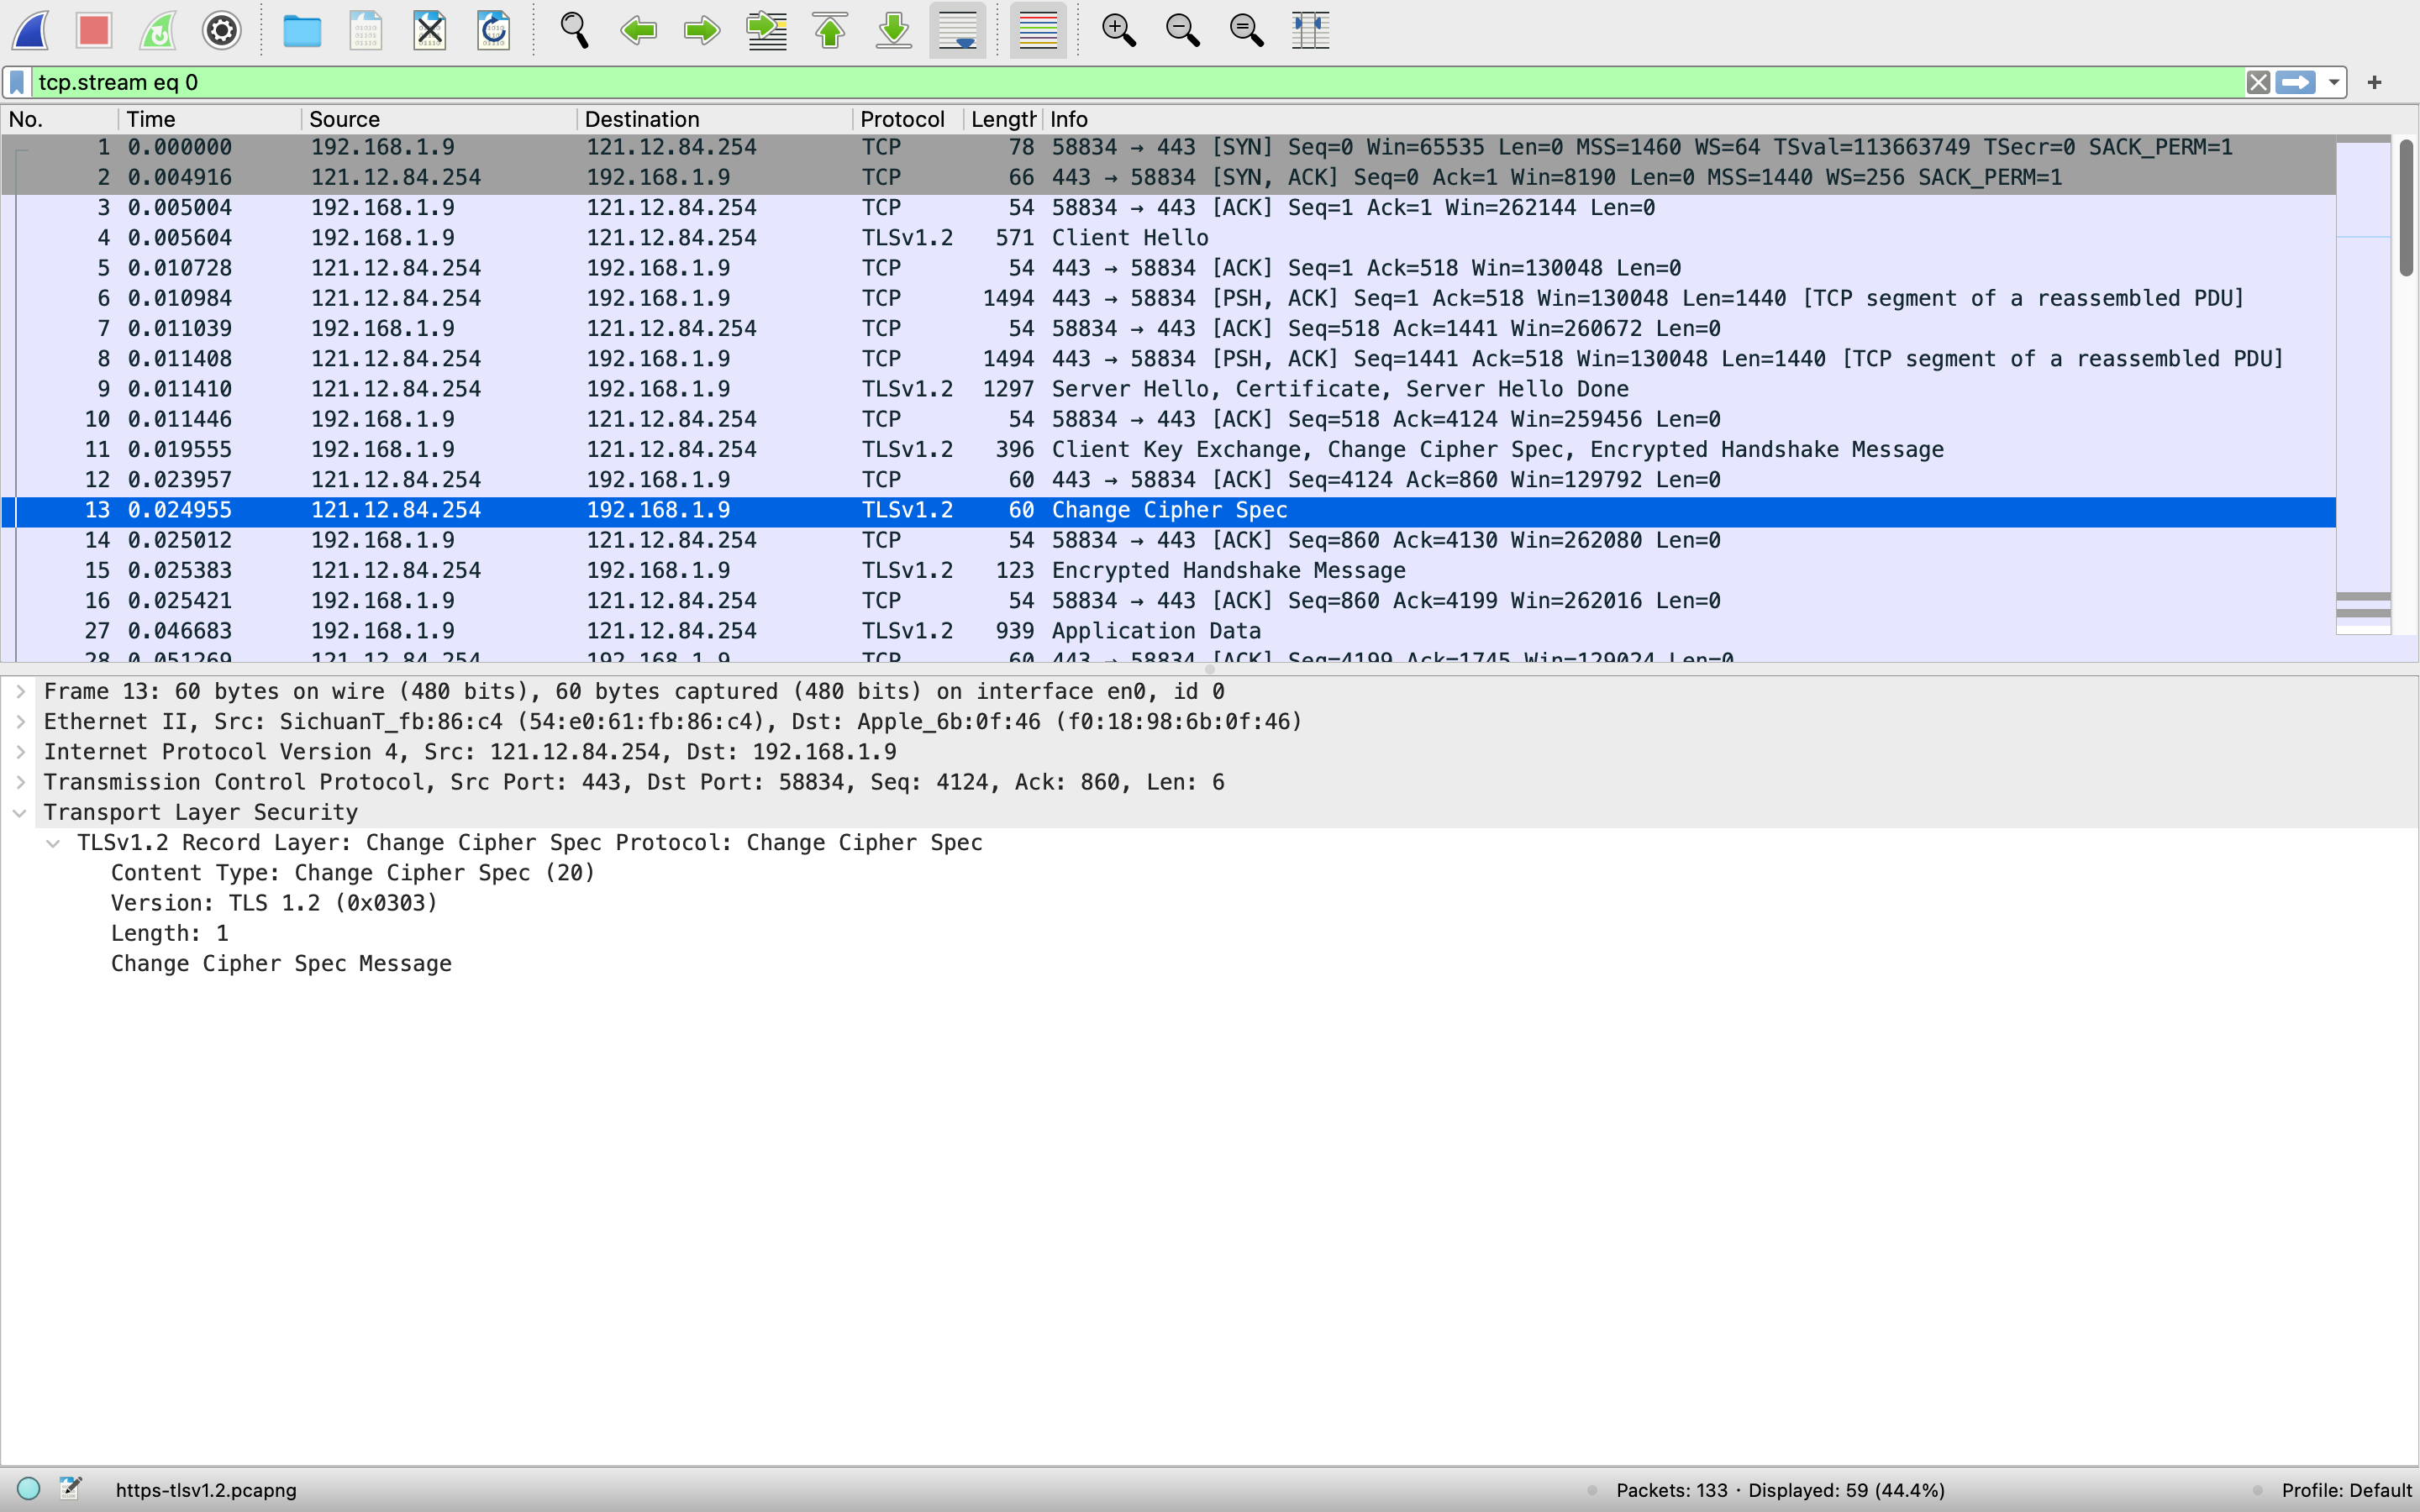 tcp.stream eq 0
No. Time Source Destination Protocol Length Info
1 0.000000 192.168.1.9 121.12.84.254 TCP 78 58834 → 443 [SYN] Seq=0 Win=65535 Len=0 MSS=1460 WS=64 TSval=113663749 TSecr=0 SACK_PERM=1
2 0.004916 121.12.84.254 192.168.1.9 TCP 66 443 → 58834 [SYN, ACK] Seq=0 Ack=1 Win=8190 Len=0 MSS=1440 WS=256 SACK_PERM=1
3 0.005004 192.168.1.9 121.12.84.254 TCP 54 58834 → 443 [ACK] Seq=1 Ack=1 Win=262144 Len=0
4 0.005604 192.168.1.9 121.12.84.254 TLSv1.2 571 Client Hello
5 0.010728 121.12.84.254 192.168.1.9 TCP 54 443 → 58834 [ACK] Seq=1 Ack=518 Win=130048 Len=0
6 0.010984 121.12.84.254 192.168.1.9 TCP 1494 443 → 58834 [PSH, ACK] Seq=1 Ack=518 Win=130048 Len=1440 [TCP segment of a reassembled PDU]
7 0.011039 192.168.1.9 121.12.84.254 TCP 54 58834 → 443 [ACK] Seq=518 Ack=1441 Win=260672 Len=0
8 0.011408 121.12.84.254 192.168.1.9 TCP 1494 443 → 58834 [PSH, ACK] Seq=1441 Ack=518 Win=130048 Len=1440 [TCP segment of a reassembled PDU]
9 0.011410 121.12.84.254 192.168.1.9 TLSv1.2 1297 Server Hello, Certificate, Server Hello Done
10 0.011446 192.168.1.9 121.12.84.254 TCP 54 58834 → 443 [ACK] Seq=518 Ack=4124 Win=259456 Len=0
11 0.019555 192.168.1.9 121.12.84.254 TLSv1.2 396 Client Key Exchange, Change Cipher Spec, Encrypted Handshake Message
12 0.023957 121.12.84.254 192.168.1.9 TCP 60 443 → 58834 [ACK] Seq=4124 Ack=860 Win=129792 Len=0
13 0.024955 121.12.84.254 192.168.1.9 TLSv1.2 60 Change Cipher Spec
14 0.025012 192.168.1.9 121.12.84.254 TCP 54 58834 → 443 [ACK] Seq=860 Ack=4130 Win=262080 Len=0
15 0.025383 121.12.84.254 192.168.1.9 TLSv1.2 123 Encrypted Handshake Message
16 0.025421 192.168.1.9 121.12.84.254 TCP 54 58834 → 443 [ACK] Seq=860 Ack=4199 Win=262016 Len=0
27 0.046683 192.168.1.9 121.12.84.254 TLSv1.2 939 Application Data
28 0.051269 121.12.84.254 192.168.1.9 TCP 60 443 → 58834 [ACK] Seq=4199 Ack=1745 Win=129024 Len=0
Frame 13: 60 bytes on wire (480 bits), 60 bytes captured (480 bits) on interface en0, id 0
Ethernet II, Src: SichuanT_fb:86:c4 (54:e0:61:fb:86:c4), Dst: Apple_6b:0f:46 (f0:18:98:6b:0f:46)
Internet Protocol Version 4, Src: 121.12.84.254, Dst: 192.168.1.9
Transmission Control Protocol, Src Port: 443, Dst Port: 58834, Seq: 4124, Ack: 860, Len: 6
Transport Layer Security
TLSv1.2 Record Layer: Change Cipher Spec Protocol: Change Cipher Spec
Content Type: Change Cipher Spec (20)
Version: TLS 1.2 (0x0303)
Length: 1
Change Cipher Spec Message
https-tlsv1.2.pcapng
Packets: 133 · Displayed: 59 (44.4%)
Profile: Default